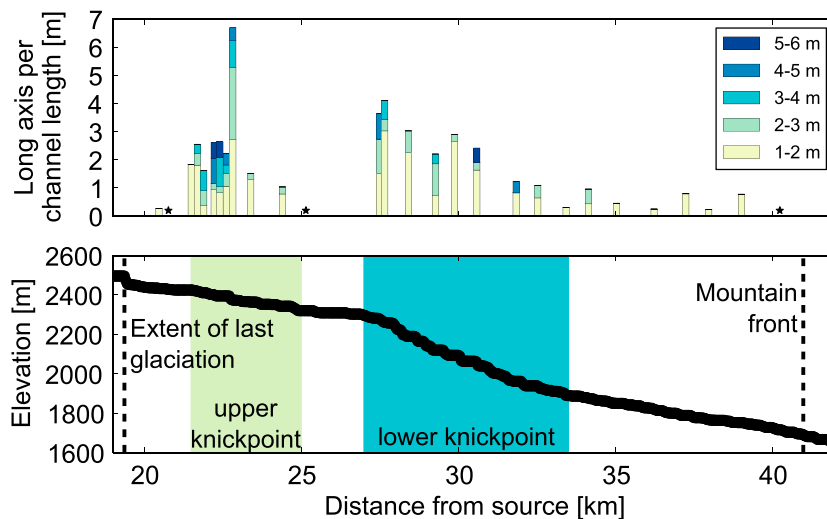 Long axis per
channel length [m]
7
6
5
4
3
2
1
0
5-6 m
4-5 m
3-4 m
2-3 m
1-2 m
Elevation [m]
2600
2400
2200
2000
1800
1600
Extent of last
glaciation
upper
knickpoint
lower knickpoint
Mountain
front
20
25
30
35
40
Distance from source [km]